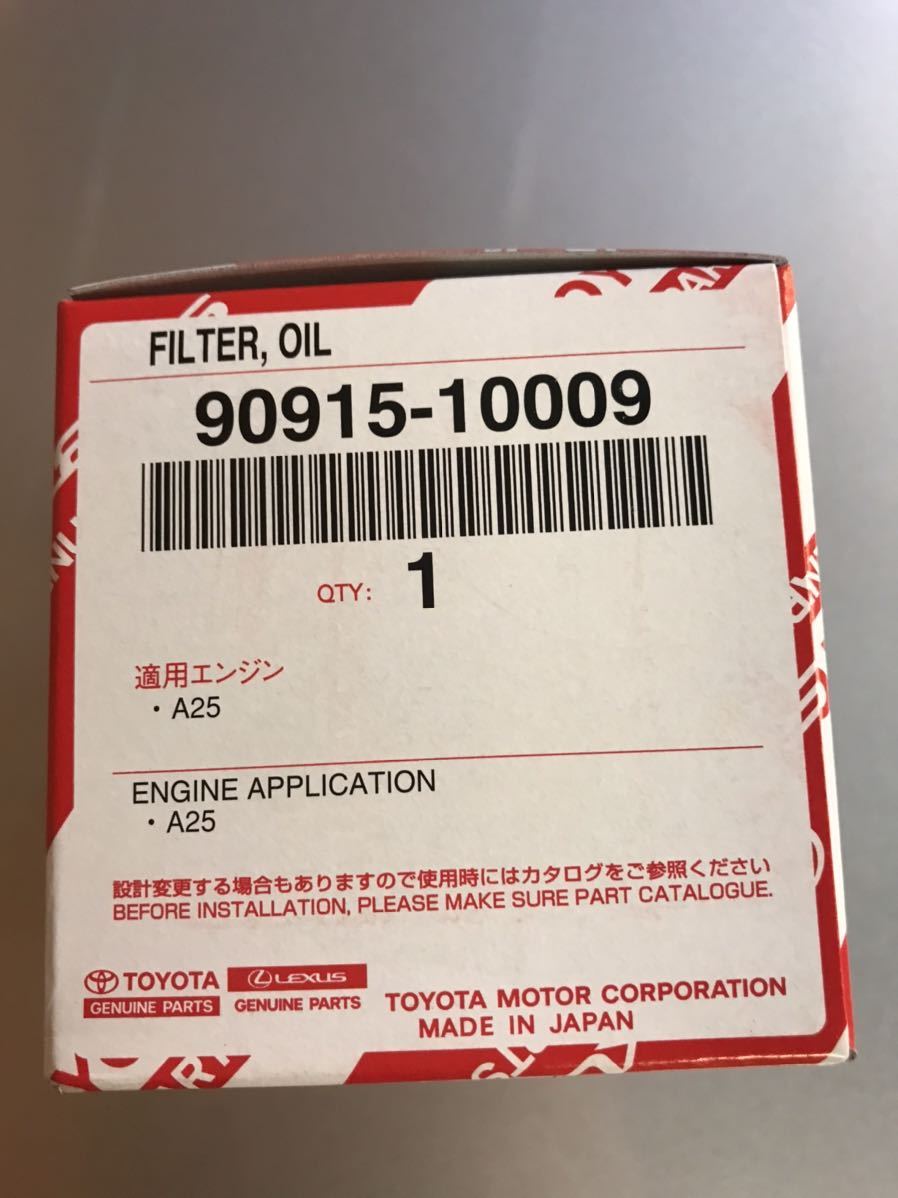 FILTER, OIL
90915-10009
QTY: 1
適用エンジン
・A25
ENGINE APPLICATION
・A25
設計変更する場合もありますので使用時にはカタログをご参照ください
BEFORE INSTALLATION, PLEASE MAKE SURE PART CATALOGUE.
TOYOTA
GENUINE PARTS
LEXUS
GENUINE PARTS
TOYOTA MOTOR CORPORATION
MADE IN JAPAN